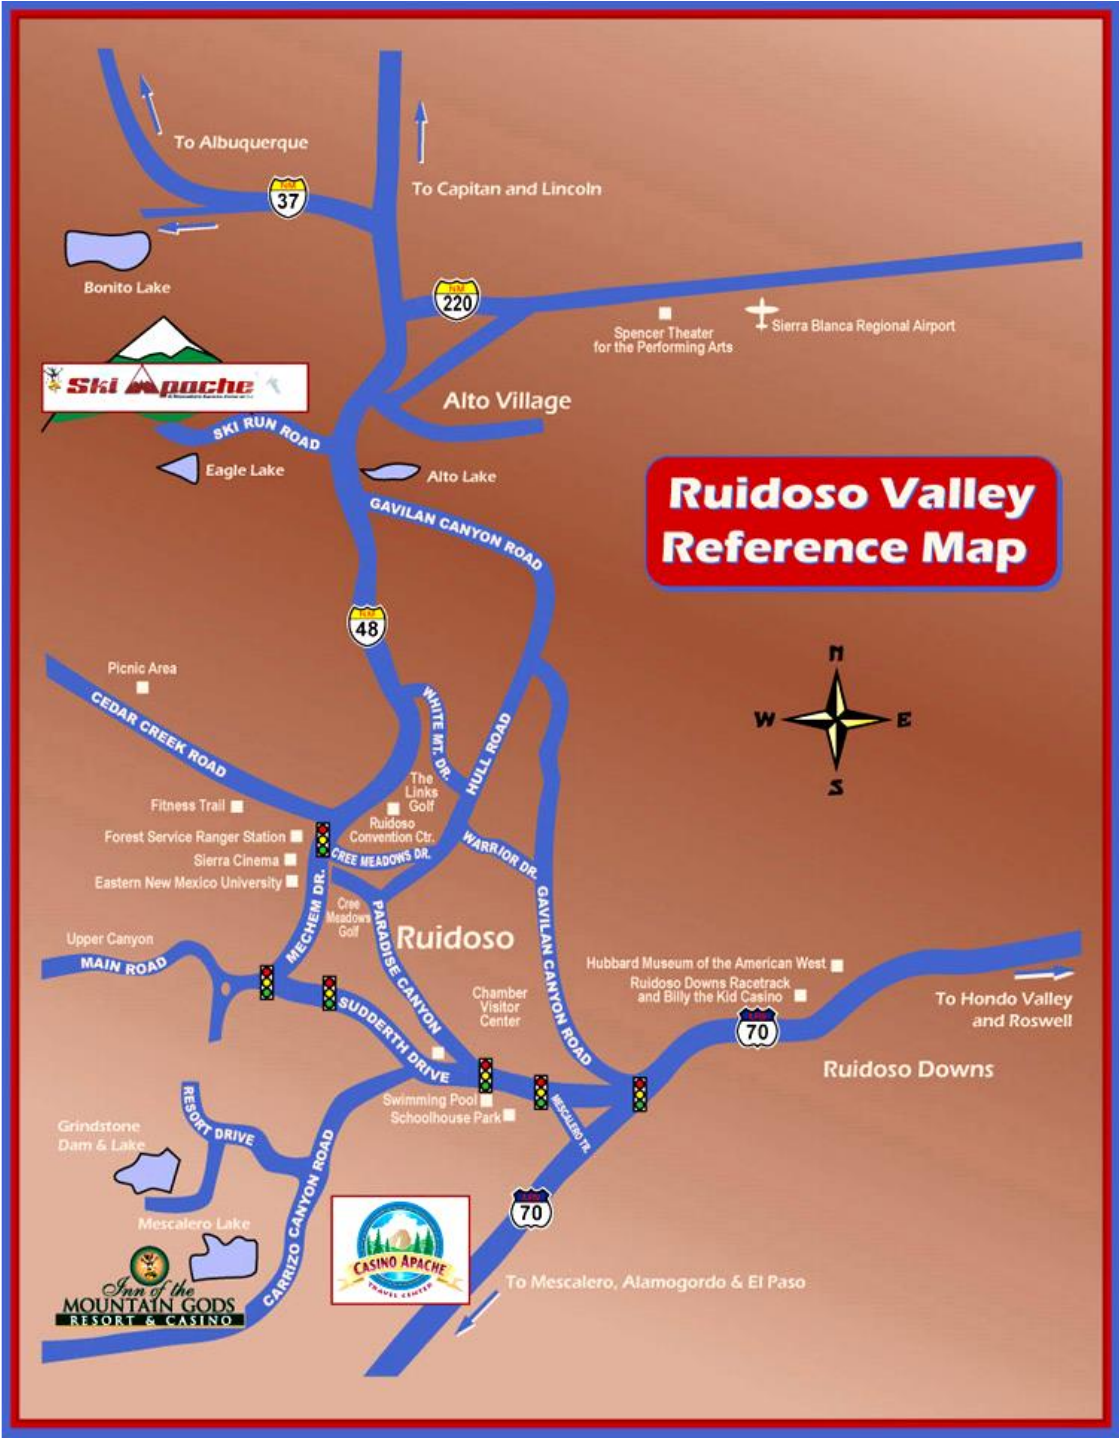 To Albuquerque
NM
37
To Capitan and Lincoln
Bonito Lake
NM
220
Spencer Theater
for the Performing Arts
Sierra Blanca Regional Airport
Ski Apache
Alto Village
SKI RUN ROAD
Eagle Lake
Alto Lake
Ruidoso Valley
Reference Map
GAVILAN CANYON ROAD
NM
48
N
W
E
S
Picnic Area
CEDAR CREEK ROAD
WHITE MT. DR.
HULL ROAD
The
Links
Golf
Fitness Trail
Ruidoso
Convention Ctr.
Forest Service Ranger Station
Sierra Cinema
CREE MEADOWS DR.
WARRIOR DR.
Eastern New Mexico University
MECHEM DR.
Cree
Meadows
Golf
PARADISE CANYON
GAVILAN CANYON ROAD
Ruidoso
Upper Canyon
MAIN ROAD
Hubbard Museum of the American West
Ruidoso Downs Racetrack
and Billy the Kid Casino
Chamber
Visitor
Center
To Hondo Valley
and Roswell
SUDDERTH DRIVE
70
Ruidoso Downs
Swimming Pool
Schoolhouse Park
MESCALERO TR.
RESORT DRIVE
Grindstone
Dam & Lake
CARRIZO CANYON ROAD
Mescalero Lake
70
CASINO APACHE
TRAVEL CENTER
To Mescalero, Alamogordo & El Paso
Inn of the
MOUNTAIN GODS
RESORT & CASINO